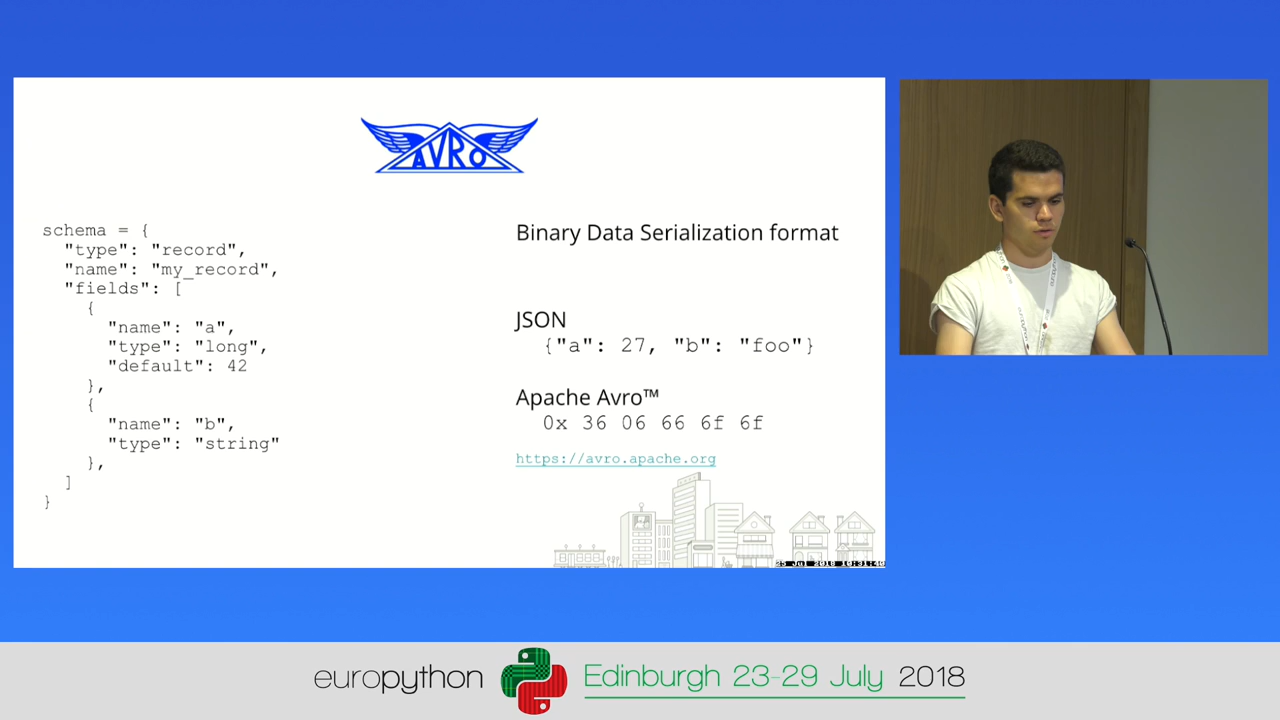 AVRO
schema = {
"type": "record",
"name": "my_record",
"fields": [
{
"name": "a",
"type": "long",
"default": 42
},
{
"name": "b",
"type": "string"
},
]
}
Binary Data Serialization format
JSON
{"a": 27, "b": "foo"}
Apache Avro™
0x 36 06 66 6f 6f
https://avro.apache.org
europython
Edinburgh 23-29 July 2018